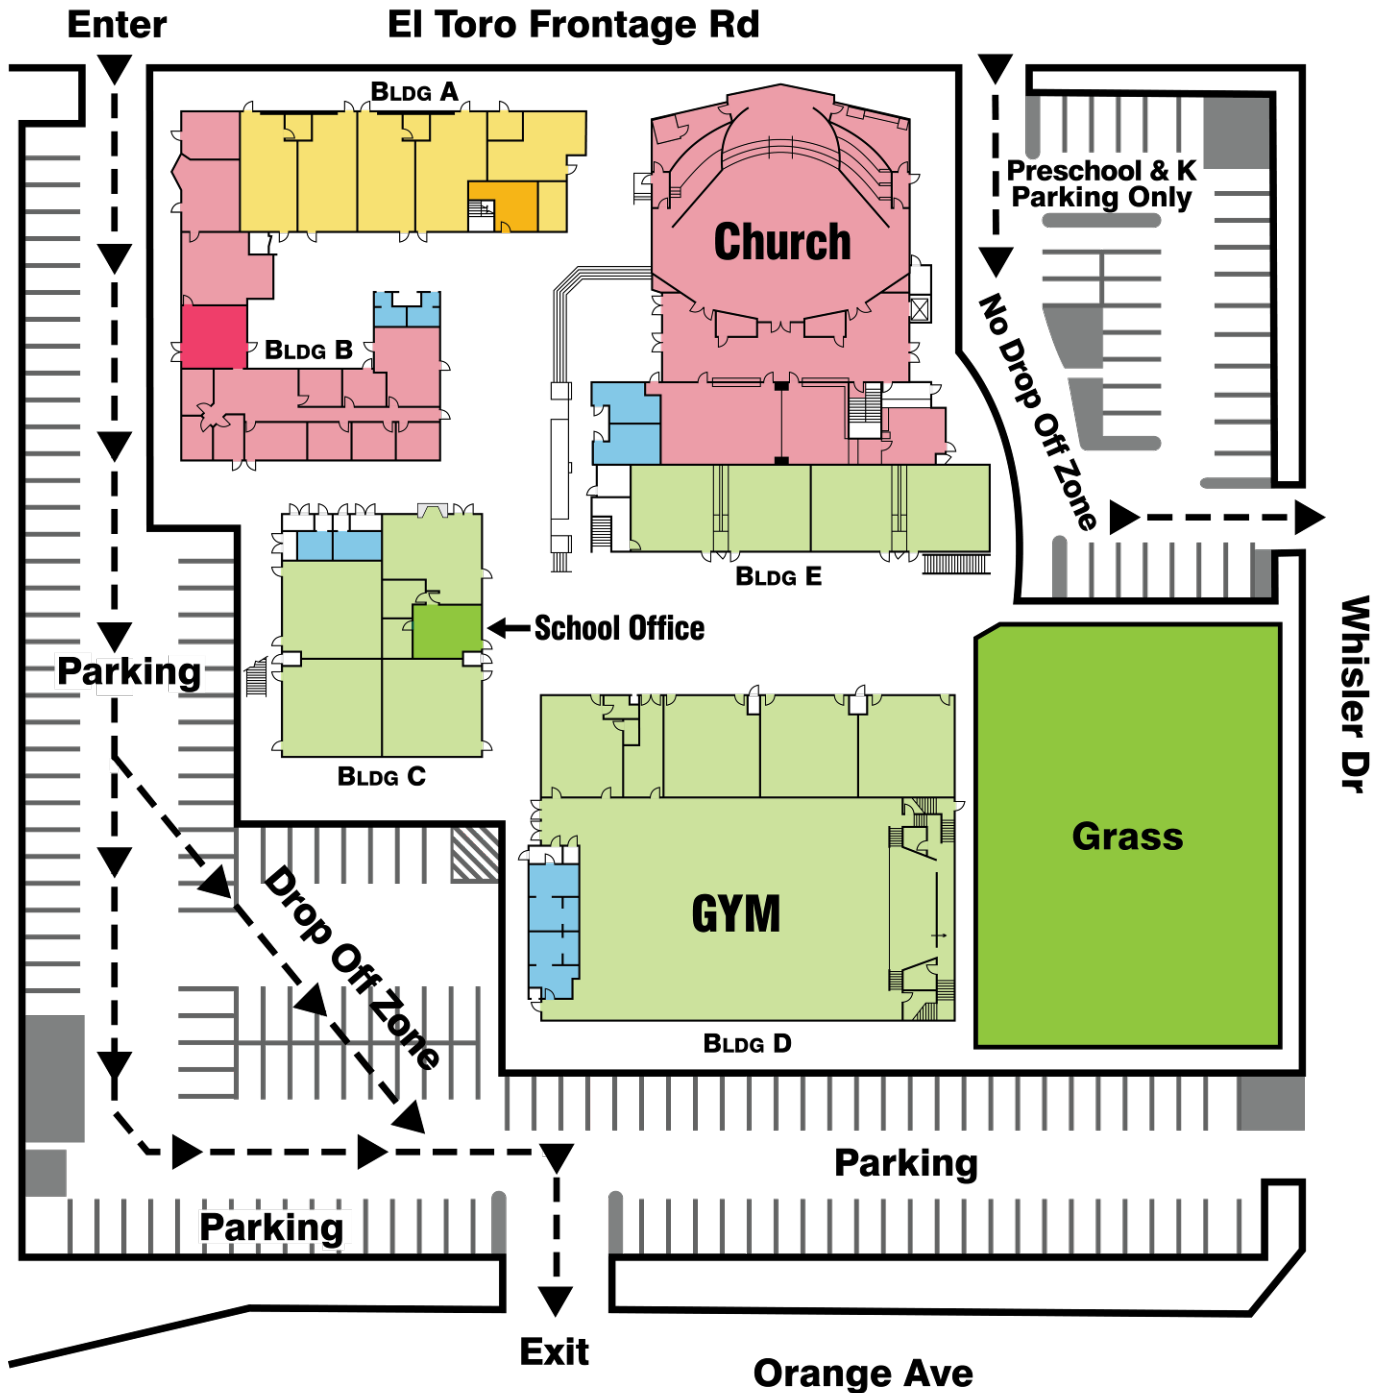 Enter
El Toro Frontage Rd
BLDG A
Preschool & K
Parking Only
Church
No Drop Off Zone
BLDG B
BLDG E
School Office
Whisler Dr
Parking
BLDG C
Grass
Drop Off Zone
GYM
BLDG D
Parking
Parking
Exit
Orange Ave